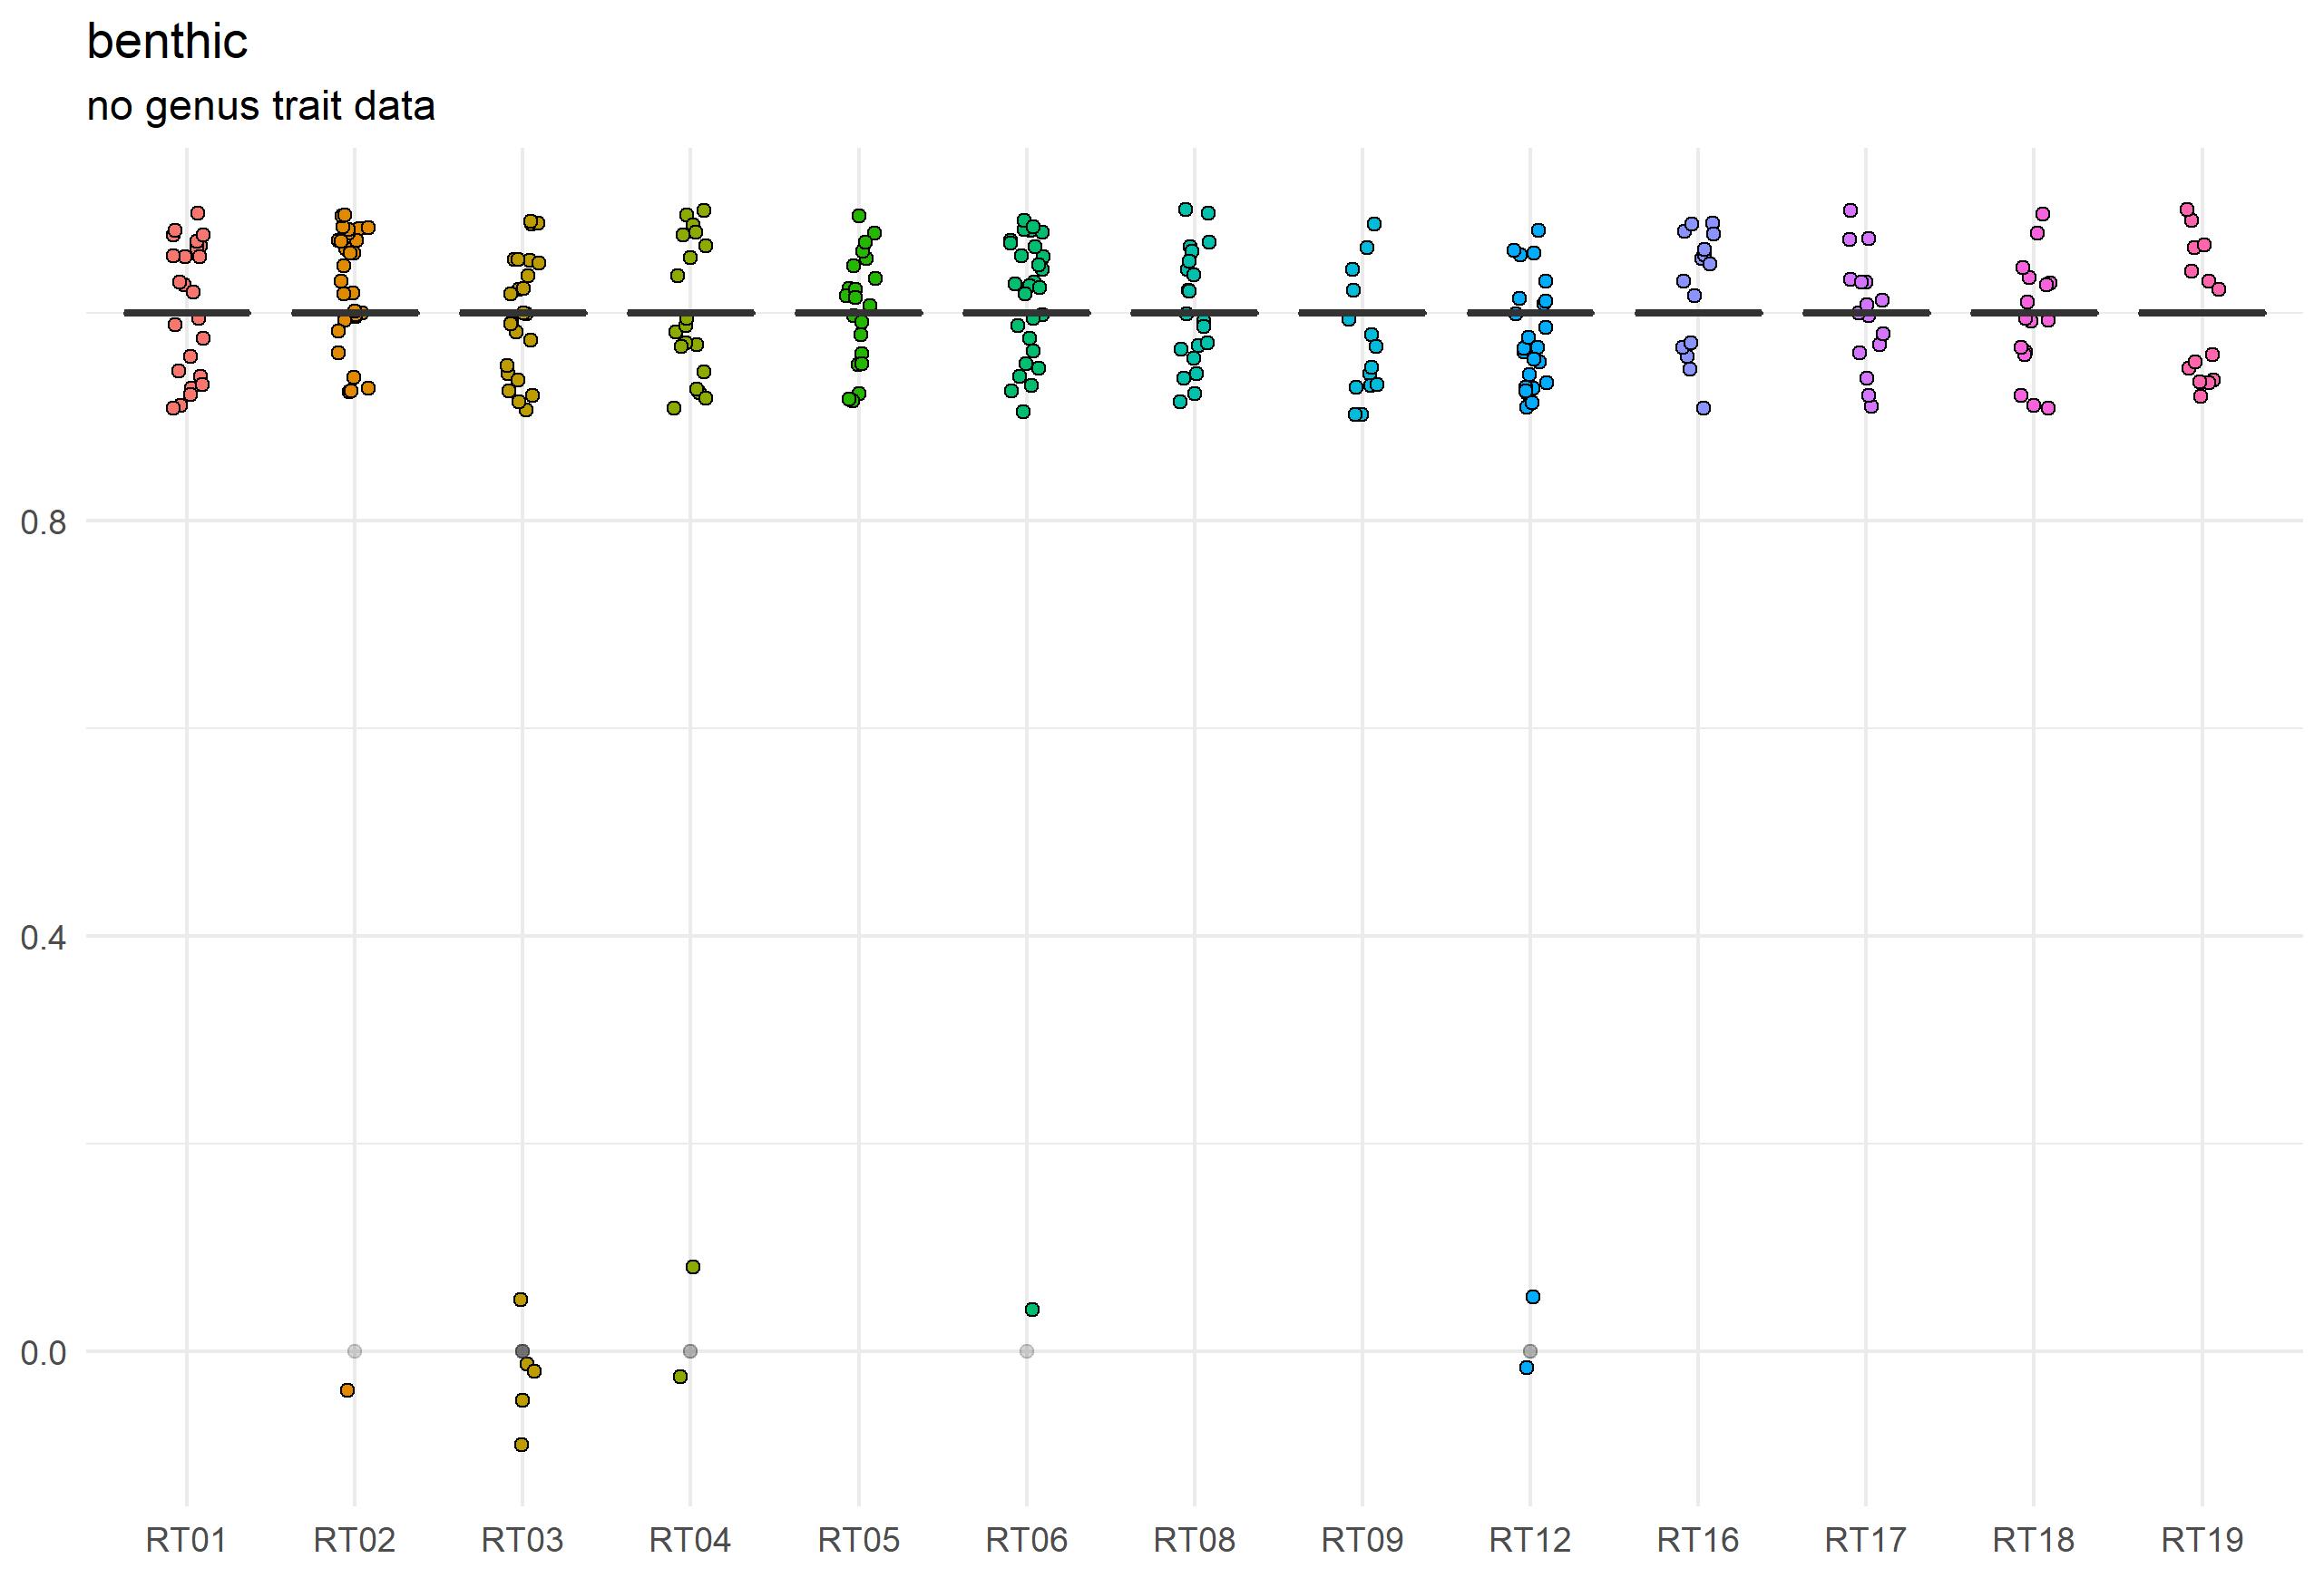 benthic
no genus trait data
0.8
0.4
0.0
RT01 RT02 RT03 RT04 RT05 RT06 RT08 RT09 RT12 RT16 RT17 RT18 RT19